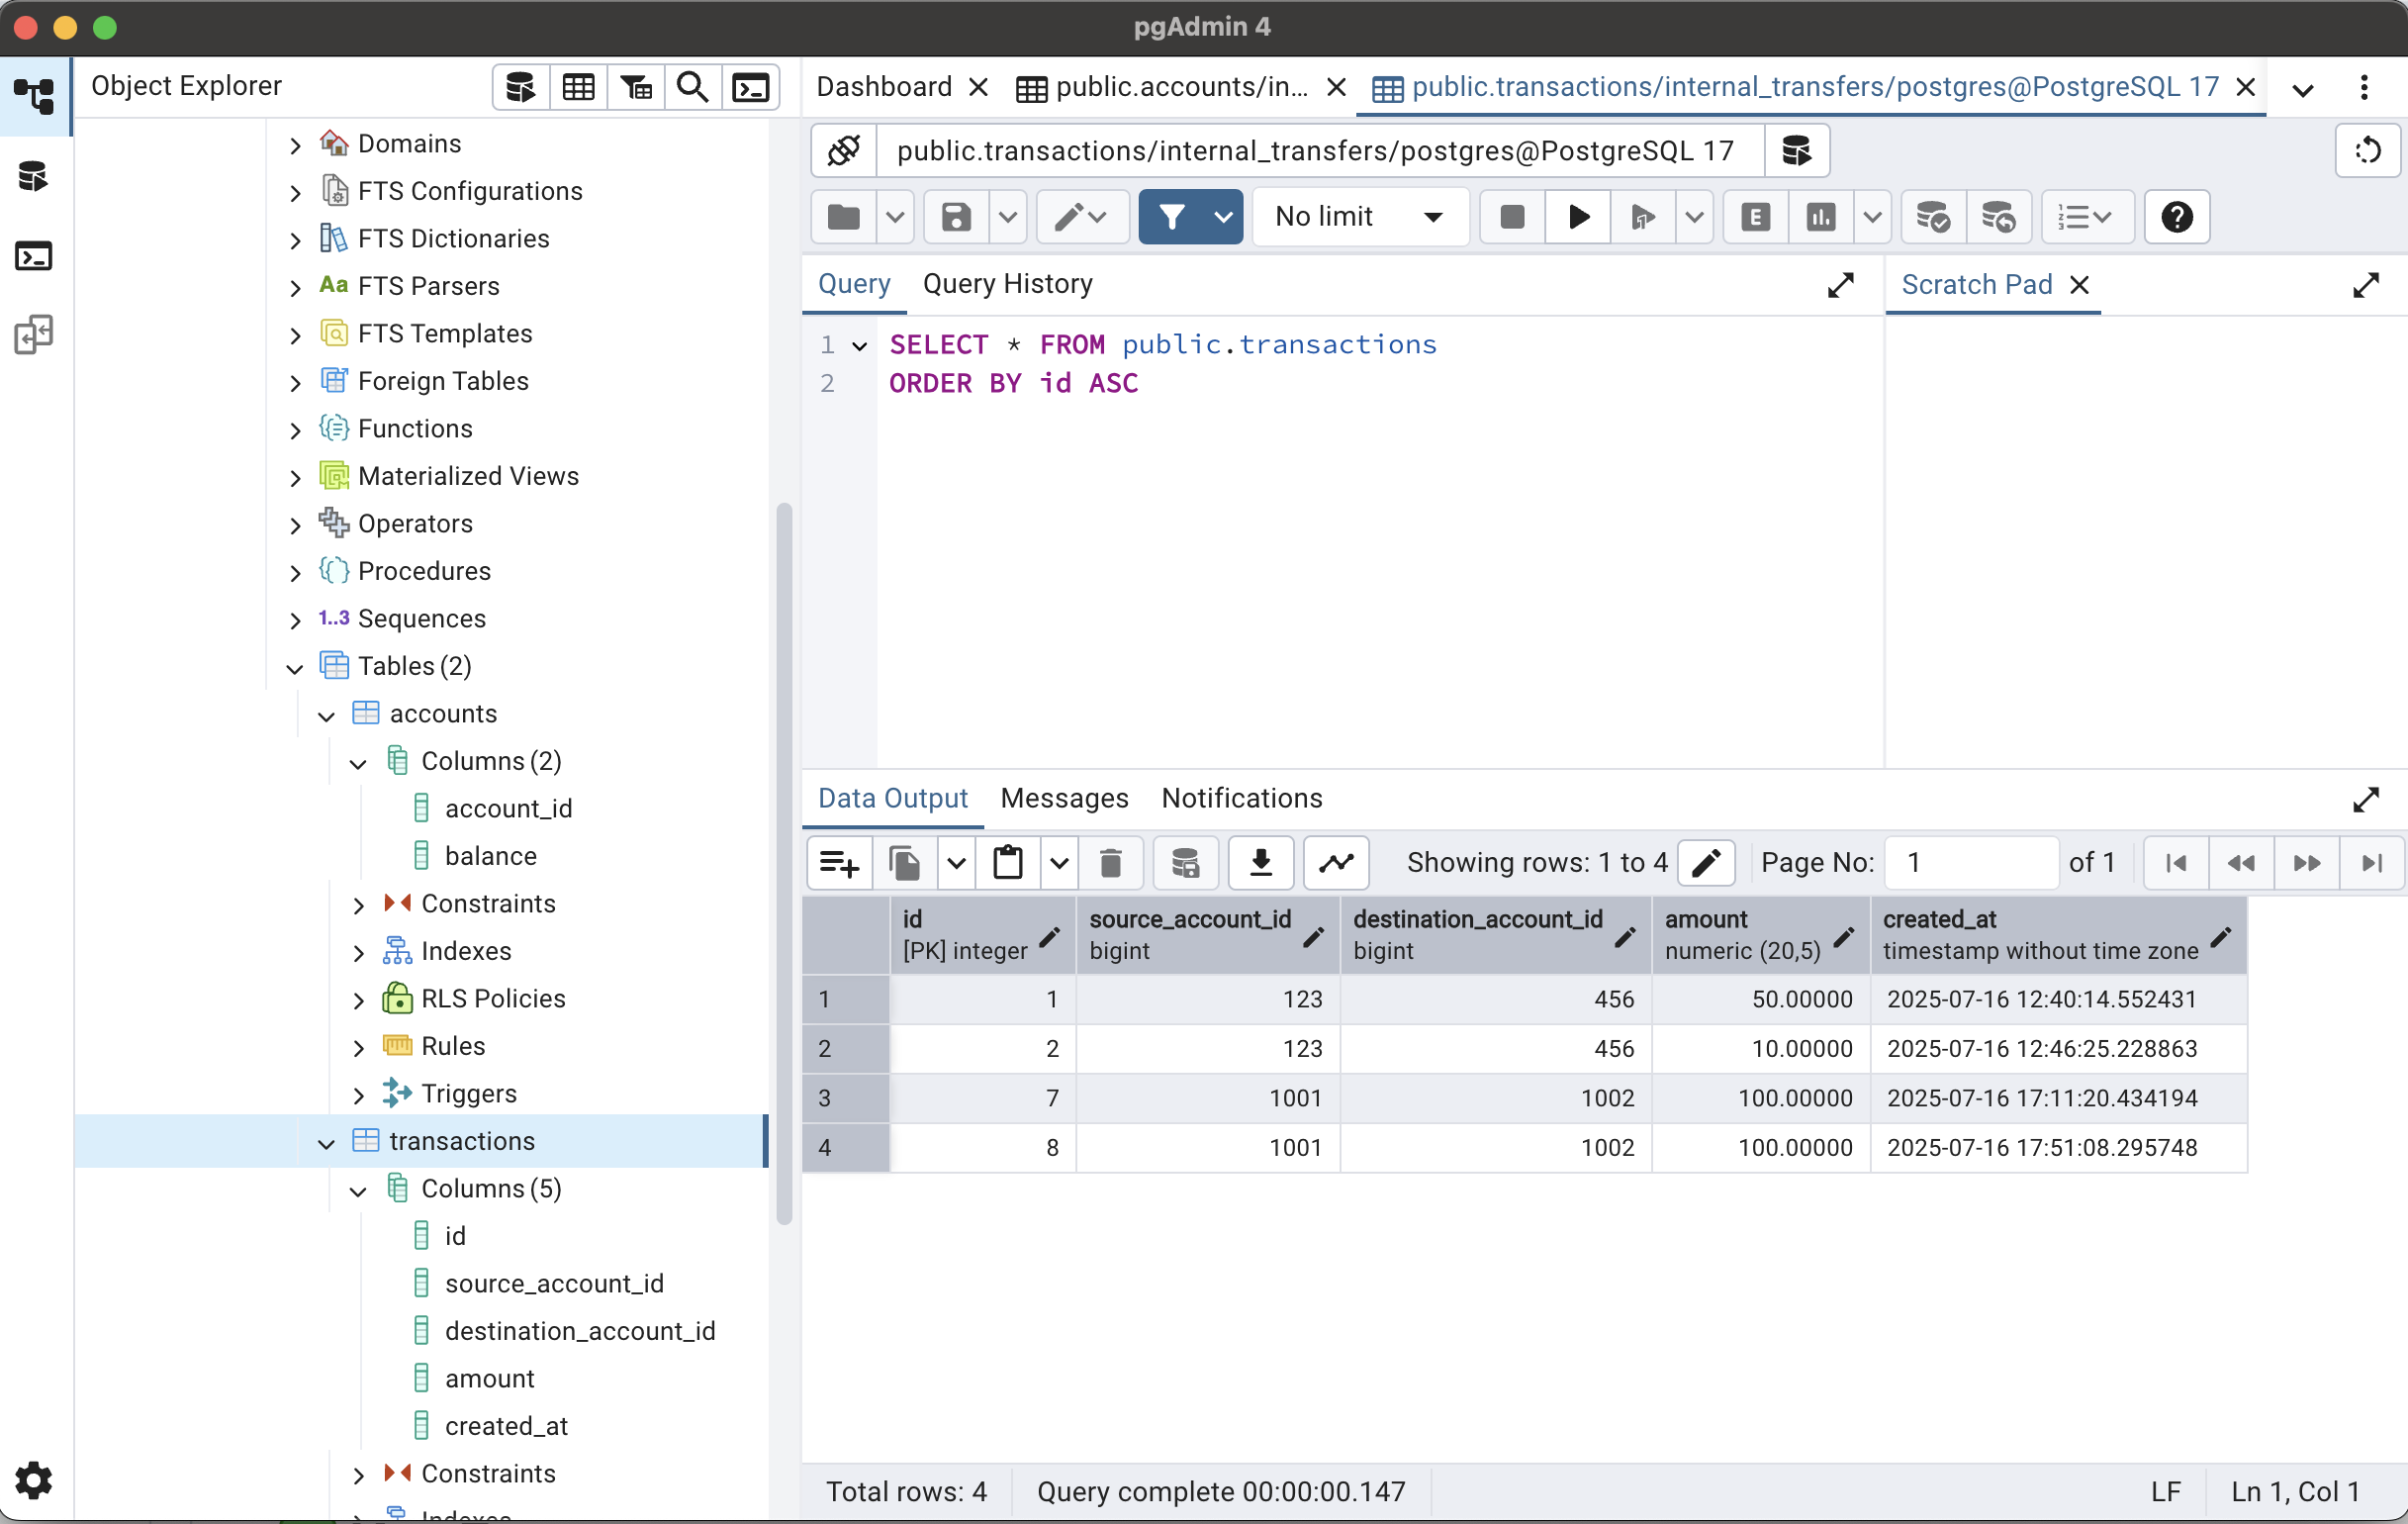 pgAdmin 4
Object Explorer
Dashboard
public.accounts/in...
public.transactions/internal_transfers/postgres@PostgreSQL 17
public.transactions/internal_transfers/postgres@PostgreSQL 17
No limit
E
Query
Query History
Scratch Pad
1 SELECT * FROM public.transactions
2 ORDER BY id ASC
Domains
FTS Configurations
FTS Dictionaries
Aa FTS Parsers
FTS Templates
Foreign Tables
Functions
Materialized Views
Operators
Procedures
1..3 Sequences
Tables (2)
accounts
Columns (2)
account_id
balance
Constraints
Indexes
RLS Policies
Rules
Triggers
transactions
Columns (5)
id
source_account_id
destination_account_id
amount
created_at
Constraints
Indexes
Data Output
Messages
Notifications
Showing rows: 1 to 4
Page No: 1 of 1
id source_account_id destination_account_id amount created_at
[PK] integer bigint bigint numeric (20,5) timestamp without time zone
1 1 123 456 50.00000 2025-07-16 12:40:14.552431
2 2 123 456 10.00000 2025-07-16 12:46:25.228863
3 7 1001 1002 100.00000 2025-07-16 17:11:20.434194
4 8 1001 1002 100.00000 2025-07-16 17:51:08.295748
Total rows: 4
Query complete 00:00:00.147
LF
Ln 1, Col 1